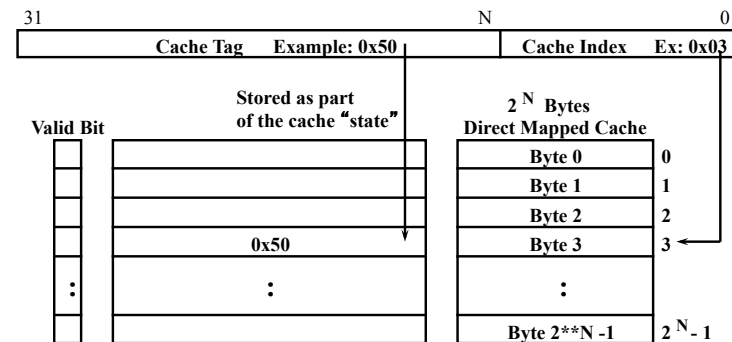 31 N 0
Cache Tag Example: 0x50 Cache Index Ex: 0x03
Stored as part
of the cache “state”
2 N Bytes
Valid Bit Direct Mapped Cache
Byte 0 0
Byte 1 1
Byte 2 2
0x50 Byte 3 3
: : :
Byte 2**N -1 2 N - 1